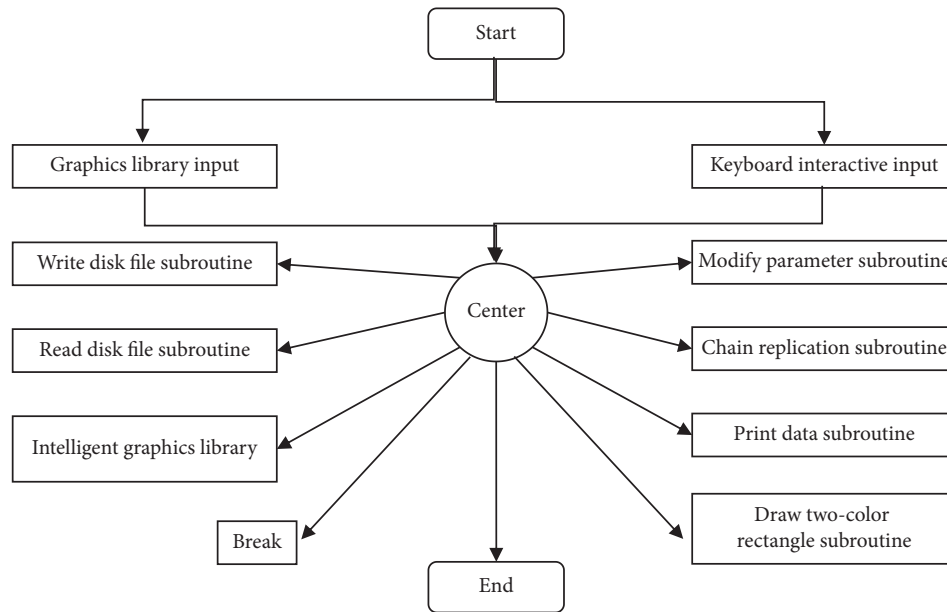 Start
Graphics library input
Keyboard interactive input
Write disk file subroutine
Modify parameter subroutine
Center
Read disk file subroutine
Chain replication subroutine
Intelligent graphics library
Print data subroutine
Break
Draw two-color
rectangle subroutine
End